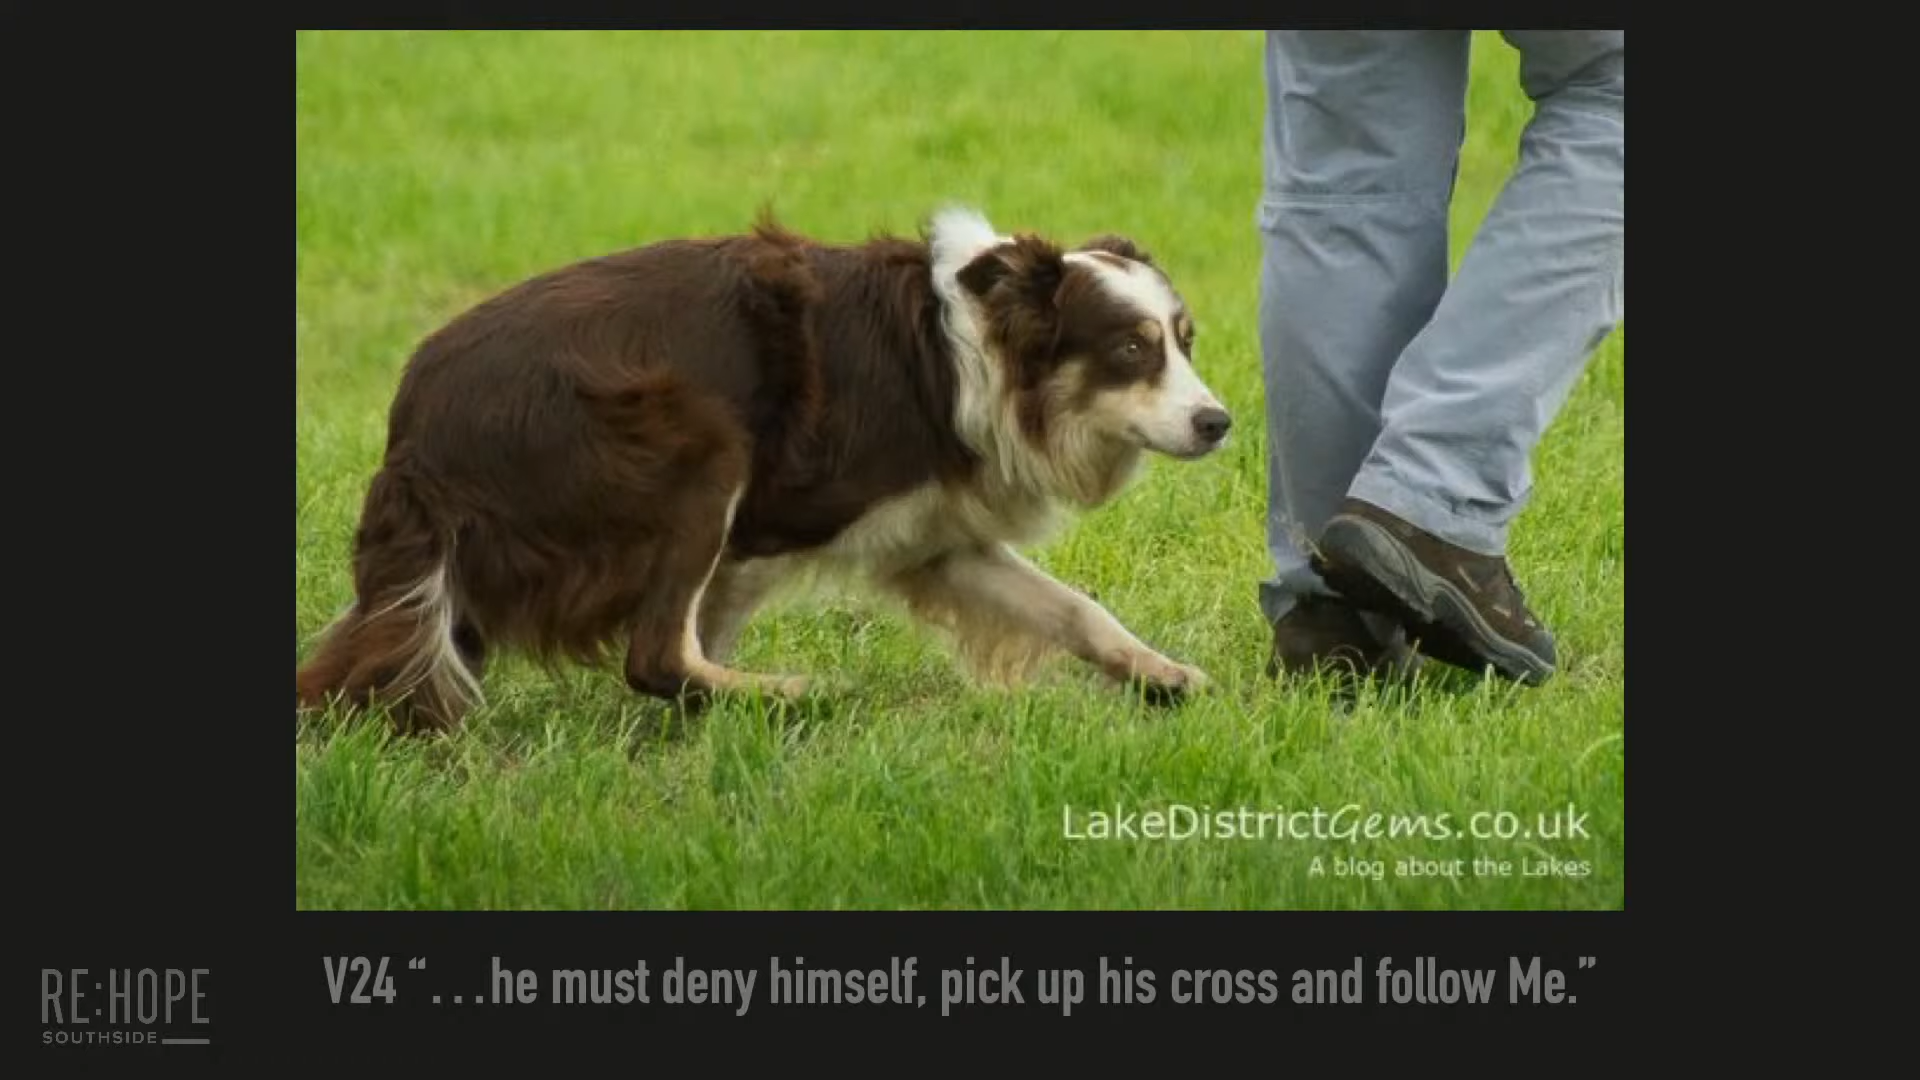 LakeDistrictGems.co.uk
A blog about the Lakes
RE:HOPE
SOUTHSIDE
V24 “…he must deny himself, pick up his cross and follow Me.”